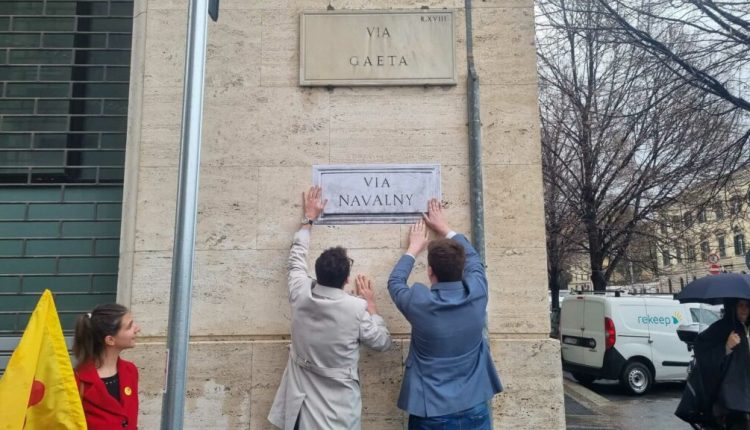 R.XVIII
VIA
GAETA
VIA
NAVALNY
rekeep